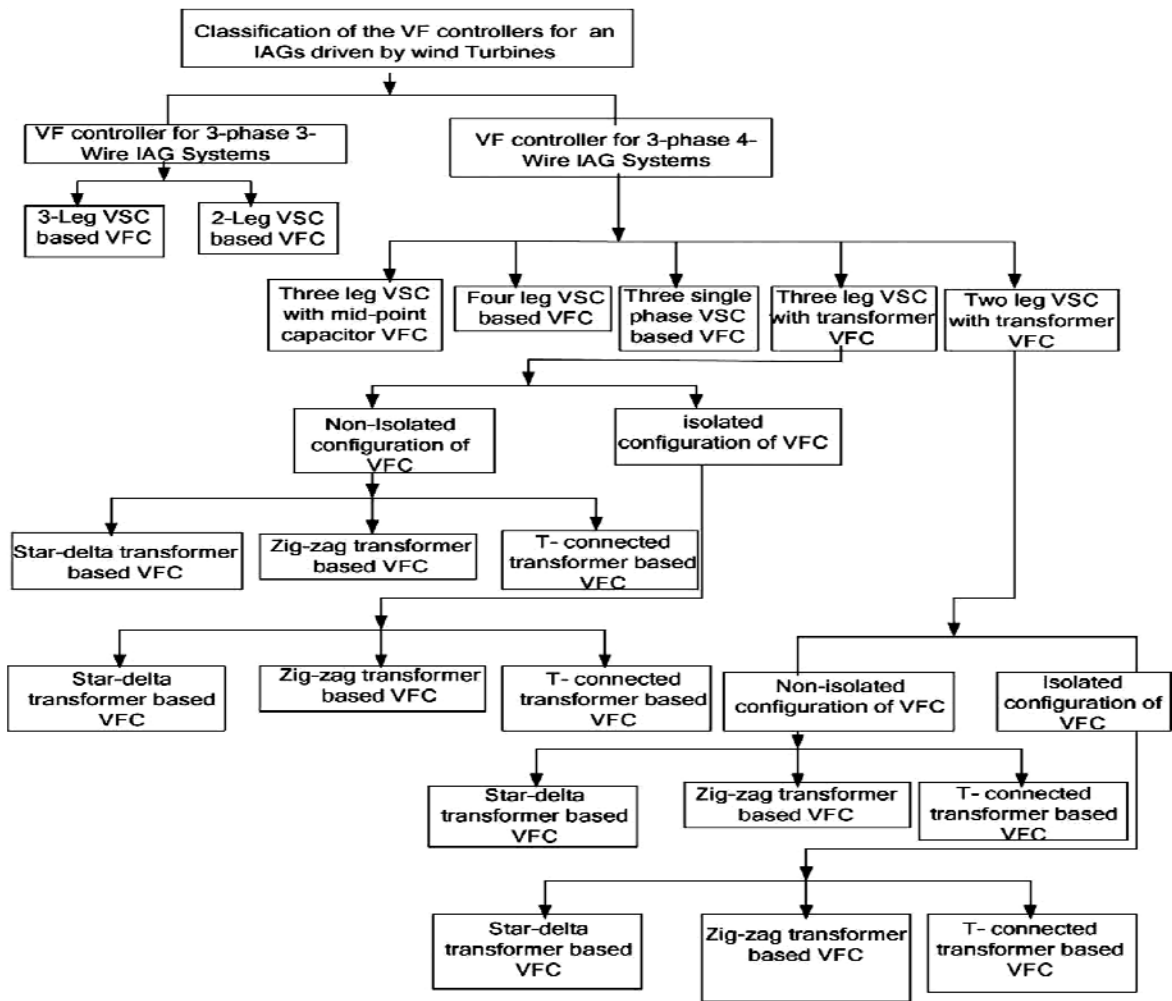 Classification of the VF controllers for an
IAGs driven by wind Turbines
VF controller for 3-phase 3-
Wire IAG Systems
VF controller for 3-phase 4-
Wire IAG Systems
3-Leg VSC
based VFC
2-Leg VSC
based VFC
Three leg VSC
with mid-point
capacitor VFC
Four leg VSC
based VFC
Three single
phase VSC
based VFC
Three leg VSC
with transformer
VFC
Two leg VSC
with transformer
VFC
Non-Isolated
configuration of
VFC
isolated
configuration of VFC
Star-delta transformer
based VFC
Zig-zag transformer
based VFC
T- connected
transformer based
VFC
Star-delta
transformer based
VFC
Zig-zag transformer
based VFC
T- connected
transformer based
VFC
Non-isolated
configuration of VFC
Isolated
configuration of
VFC
Star-delta
transformer based
VFC
Zig-zag transformer
based VFC
T- connected
transformer based
VFC
Star-delta
transformer based
VFC
Zig-zag transformer
based VFC
T- connected
transformer based
VFC